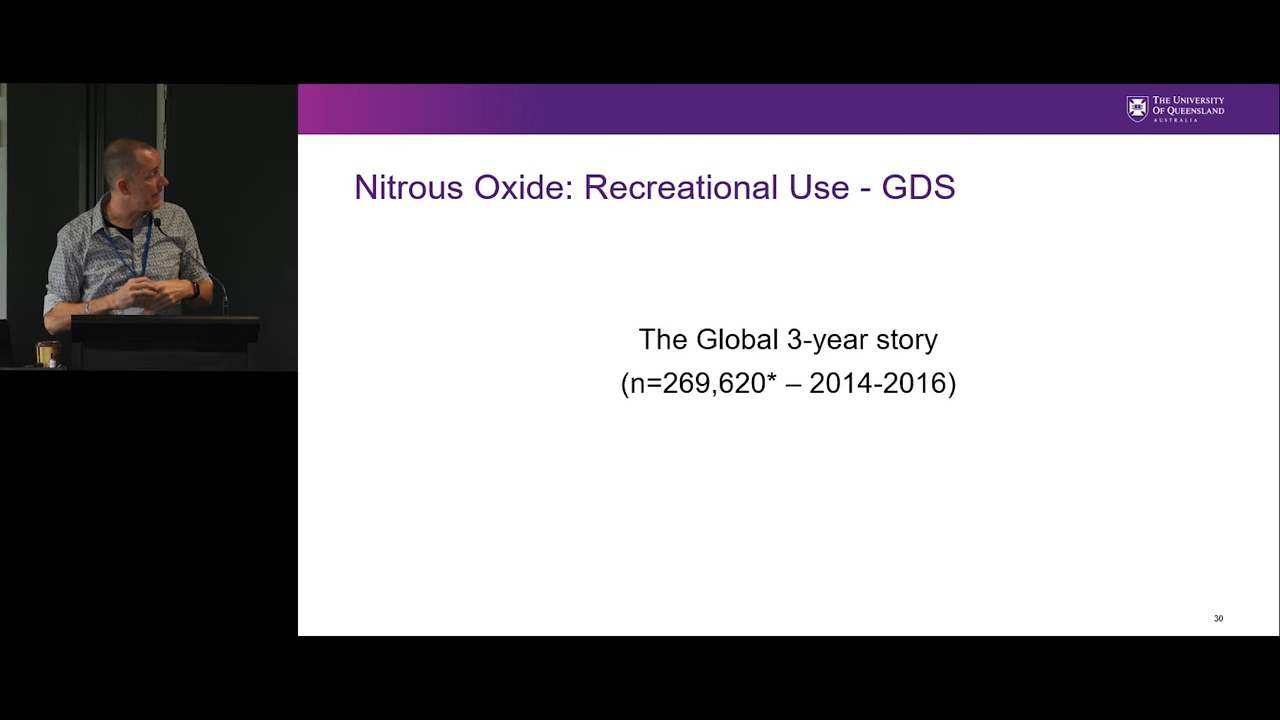 THE UNIVERSITY
OF QUEENSLAND
AUSTRALIA
Nitrous Oxide: Recreational Use - GDS
The Global 3-year story
(n=269,620* – 2014-2016)
30